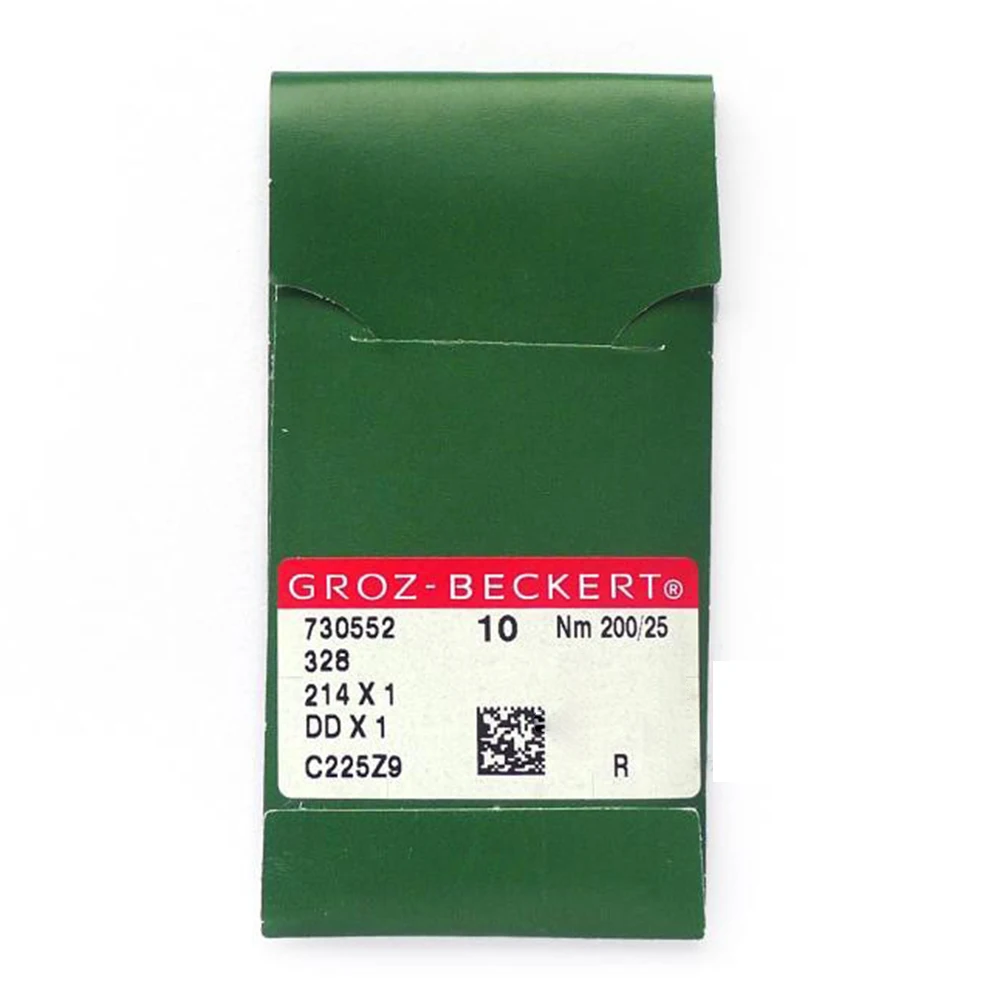 GROZ-BECKERT®
730552 10 Nm 200/25
328
214 X 1
DD X 1
C225Z9 R